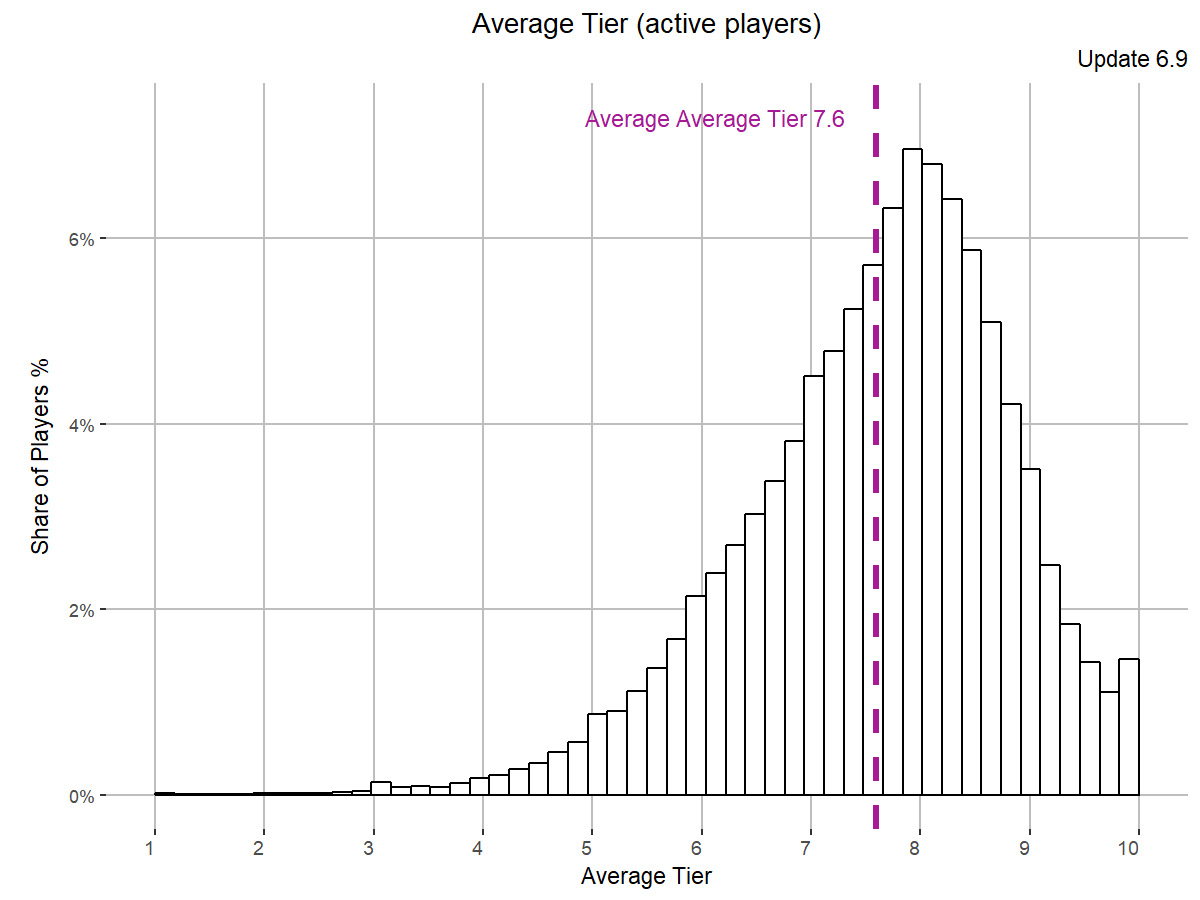 Average Tier (active players)
Update 6.9
Average Average Tier 7.6
Share of Players %
6%
4%
2%
0%
1 2 3 4 5 6 7 8 9 10
Average Tier